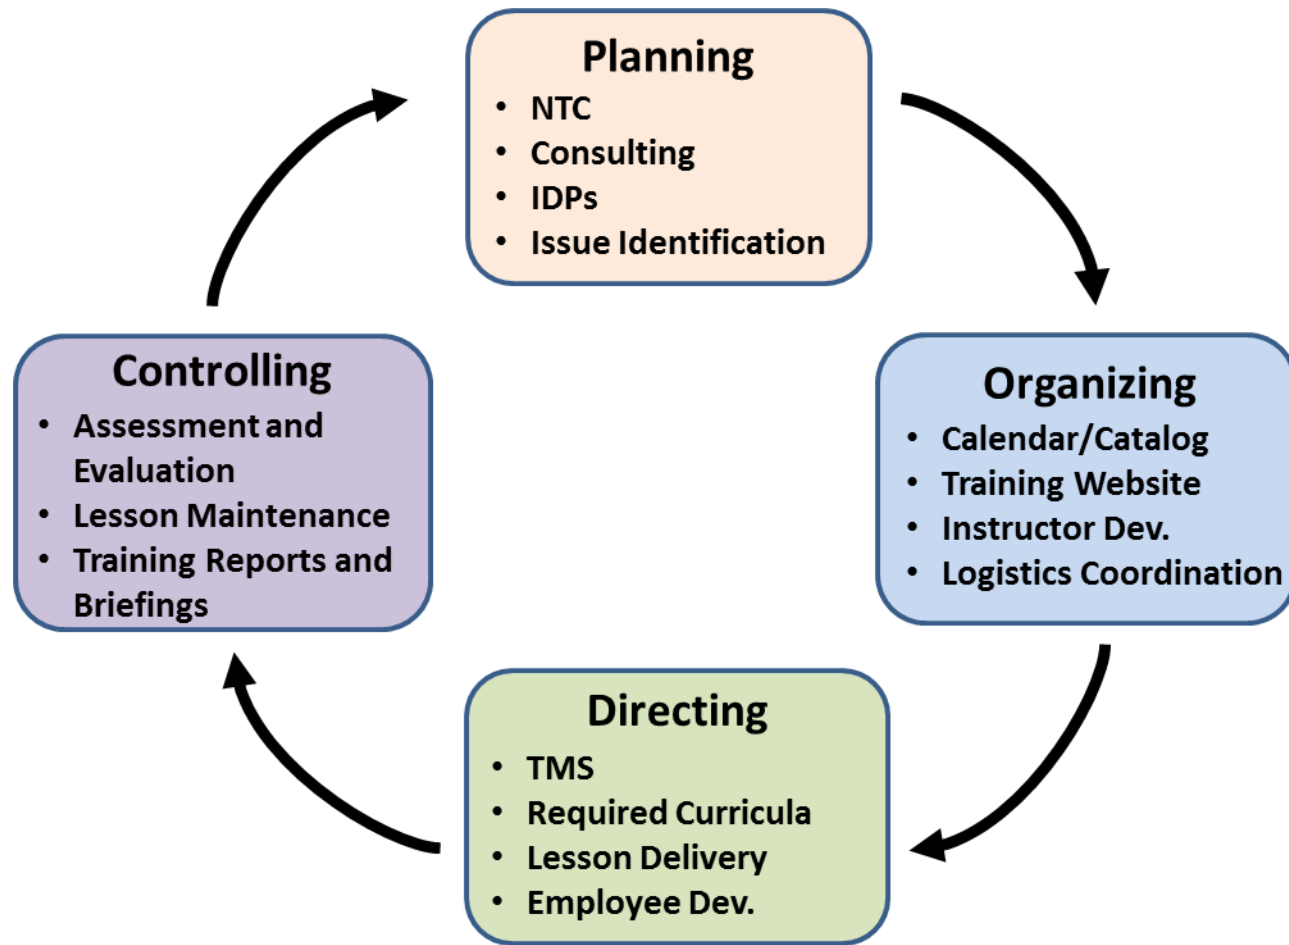 Planning
• NTC
• Consulting
• IDPs
• Issue Identification
Organizing
• Calendar/Catalog
• Training Website
• Instructor Dev.
• Logistics Coordination
Directing
• TMS
• Required Curricula
• Lesson Delivery
• Employee Dev.
Controlling
• Assessment and
Evaluation
• Lesson Maintenance
• Training Reports and
Briefings